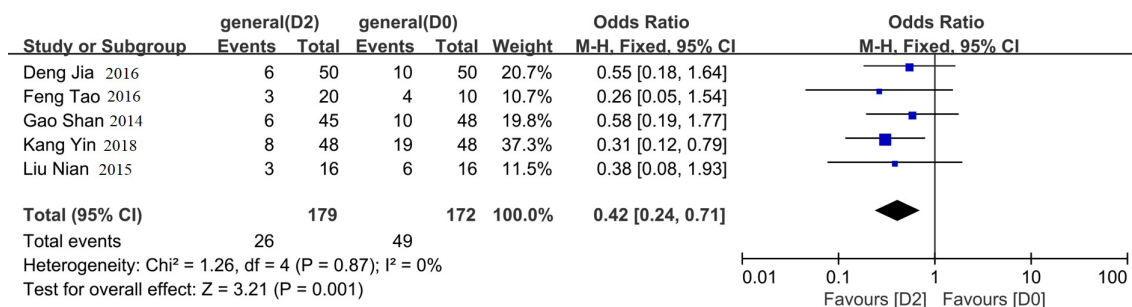 general(D2) general(D0) Odds Ratio Odds Ratio
Study or Subgroup Events Total Events Total Weight M-H, Fixed, 95% CI M-H, Fixed, 95% CI
Deng Jia 2016 6 50 10 50 20.7% 0.55 [0.18, 1.64]
Feng Tao 2016 3 20 4 10 10.7% 0.26 [0.05, 1.54]
Gao Shan 2014 6 45 10 48 19.8% 0.58 [0.19, 1.77]
Kang Yin 2018 8 48 19 48 37.3% 0.31 [0.12, 0.79]
Liu Nian 2015 3 16 6 16 11.5% 0.38 [0.08, 1.93]
Total (95% CI) 179 172 100.0% 0.42 [0.24, 0.71]
Total events 26 49
Heterogeneity: Chi² = 1.26, df = 4 (P = 0.87); I² = 0%
Test for overall effect: Z = 3.21 (P = 0.001)
0.01 0.1 1 10 100
Favours [D2] Favours [D0]